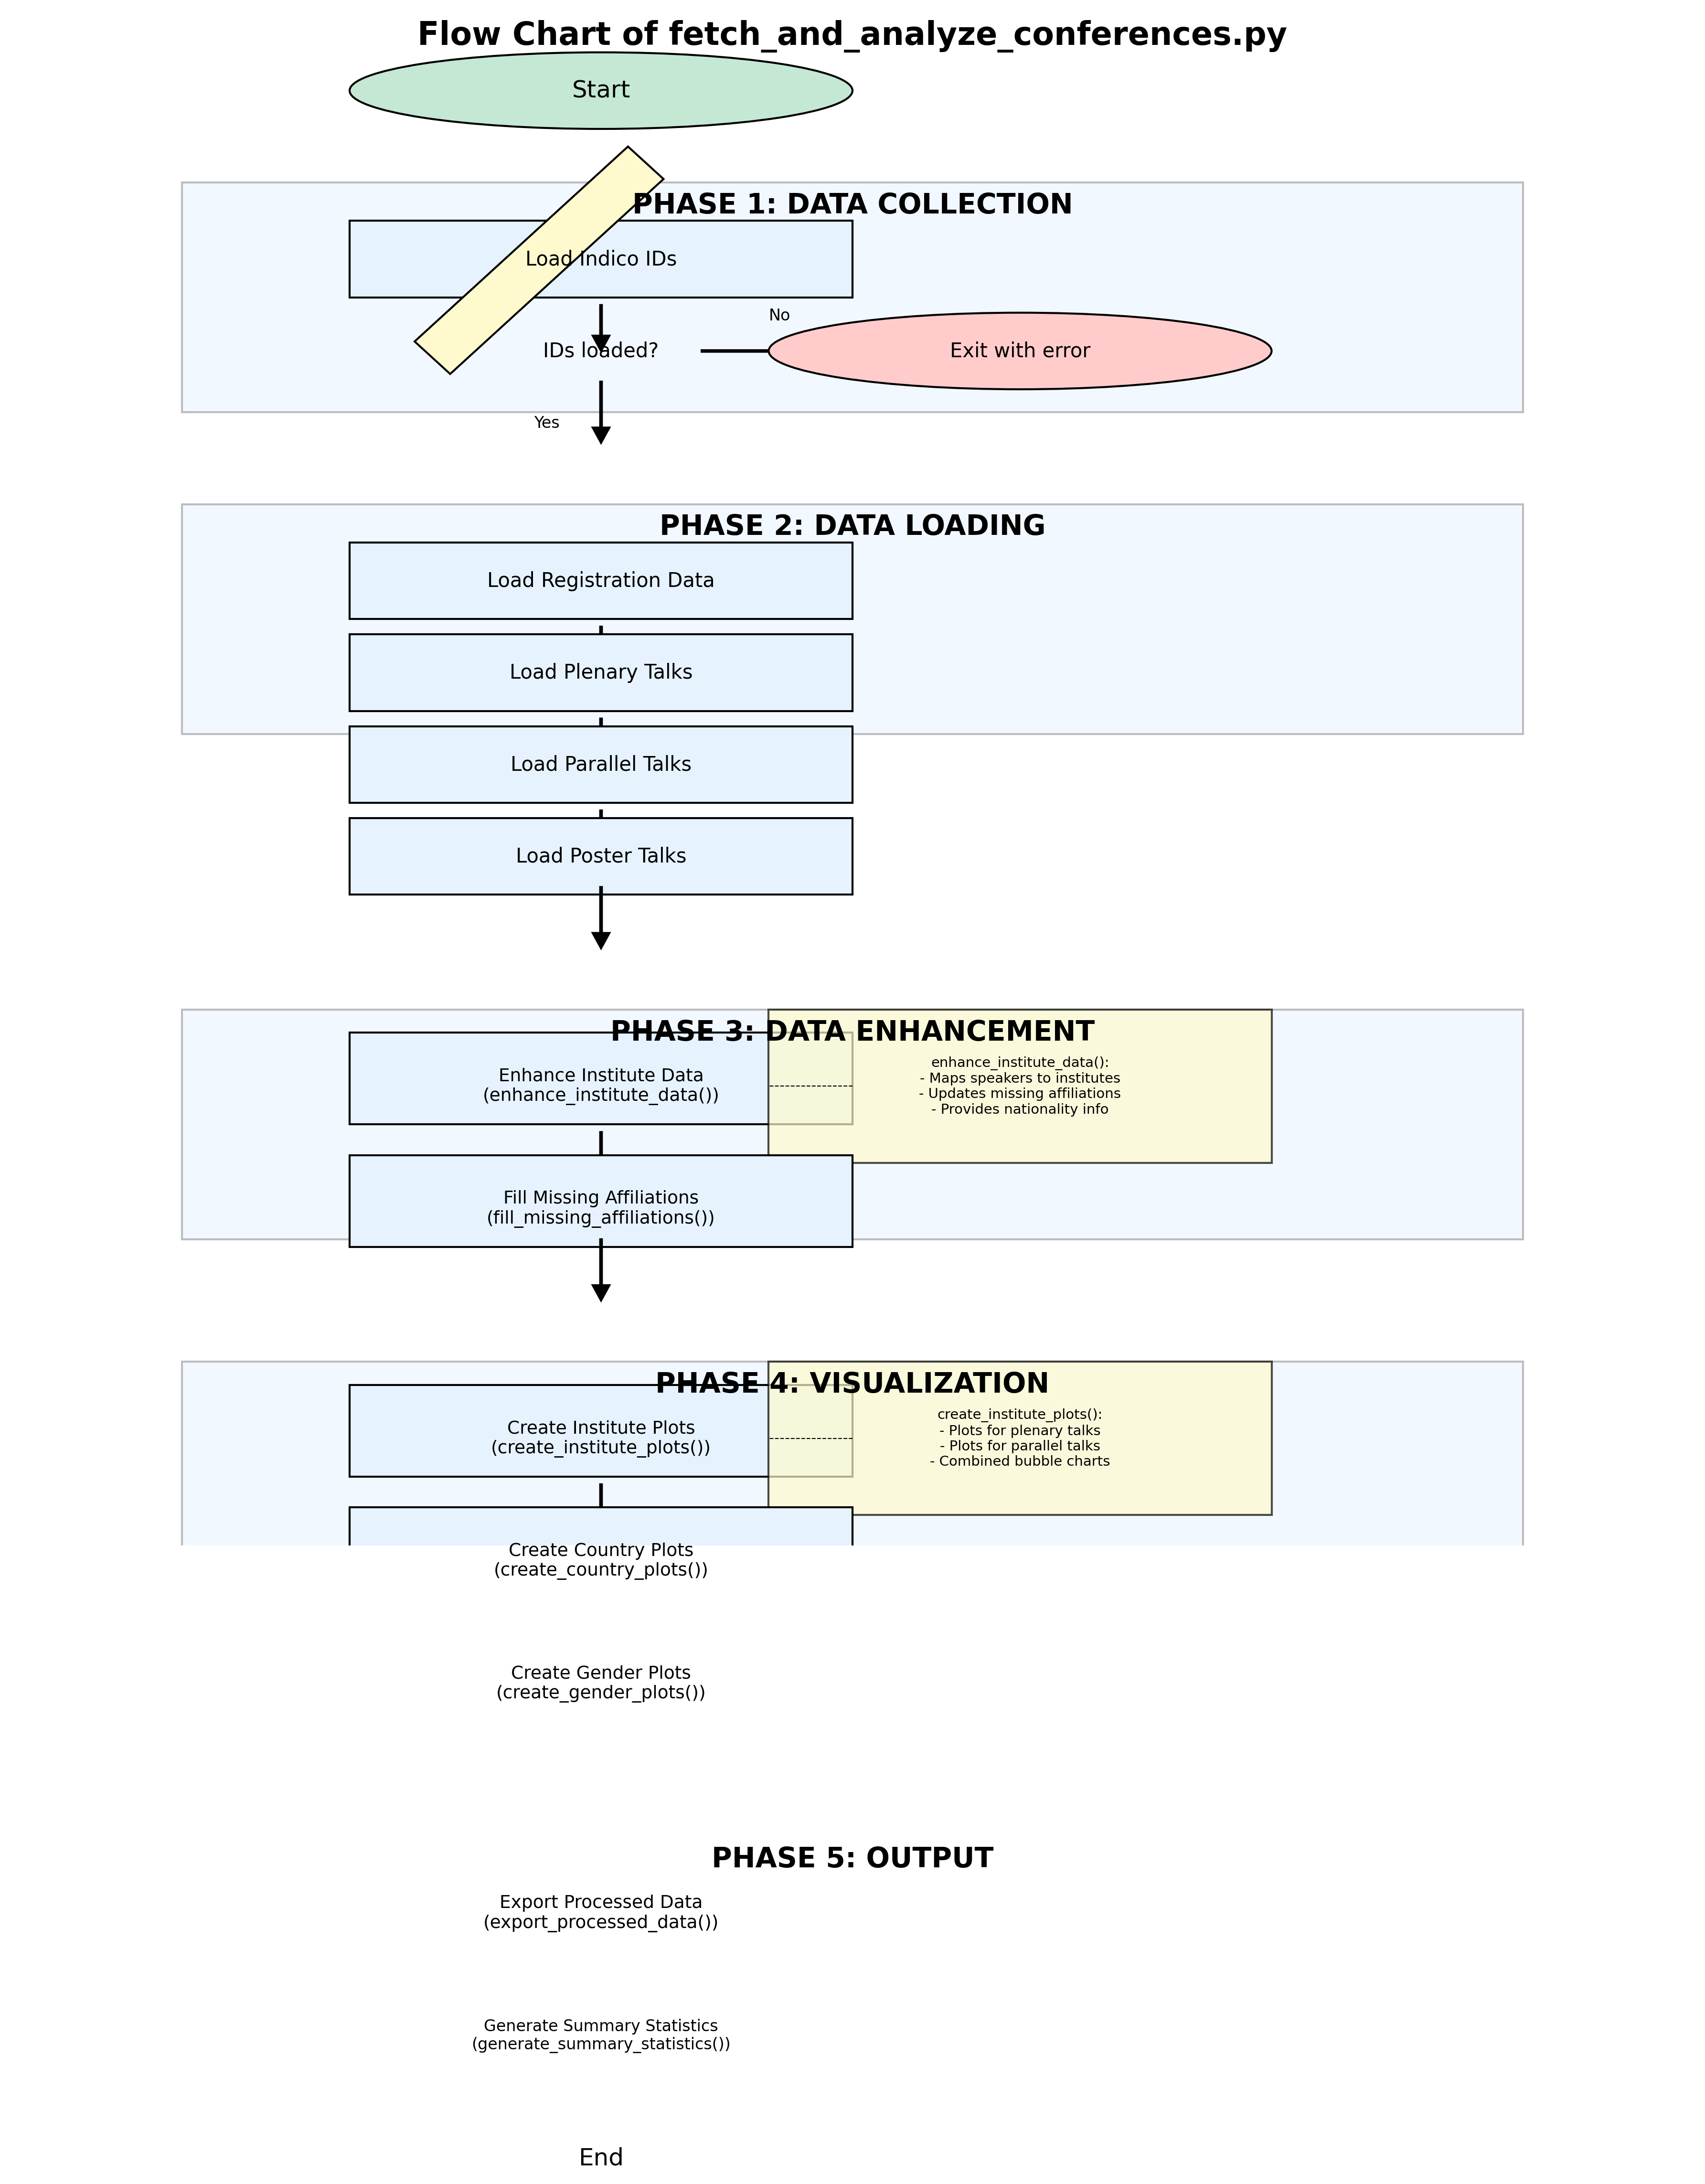 Flow Chart of fetch_and_analyze_conferences.py
Start
PHASE 1: DATA COLLECTION
Load Indico IDs
No
IDs loaded?
Exit with error
Yes
PHASE 2: DATA LOADING
Load Registration Data
Load Plenary Talks
Load Parallel Talks
Load Poster Talks
PHASE 3: DATA ENHANCEMENT
Enhance Institute Data
(enhance_institute_data())
enhance_institute_data():
- Maps speakers to institutes
- Updates missing affiliations
- Provides nationality info
Fill Missing Affiliations
(fill_missing_affiliations())
PHASE 4: VISUALIZATION
Create Institute Plots
(create_institute_plots())
create_institute_plots():
- Plots for plenary talks
- Plots for parallel talks
- Combined bubble charts
Create Country Plots
(create_country_plots())
Create Gender Plots
(create_gender_plots())
PHASE 5: OUTPUT
Export Processed Data
(export_processed_data())
Generate Summary Statistics
(generate_summary_statistics())
End